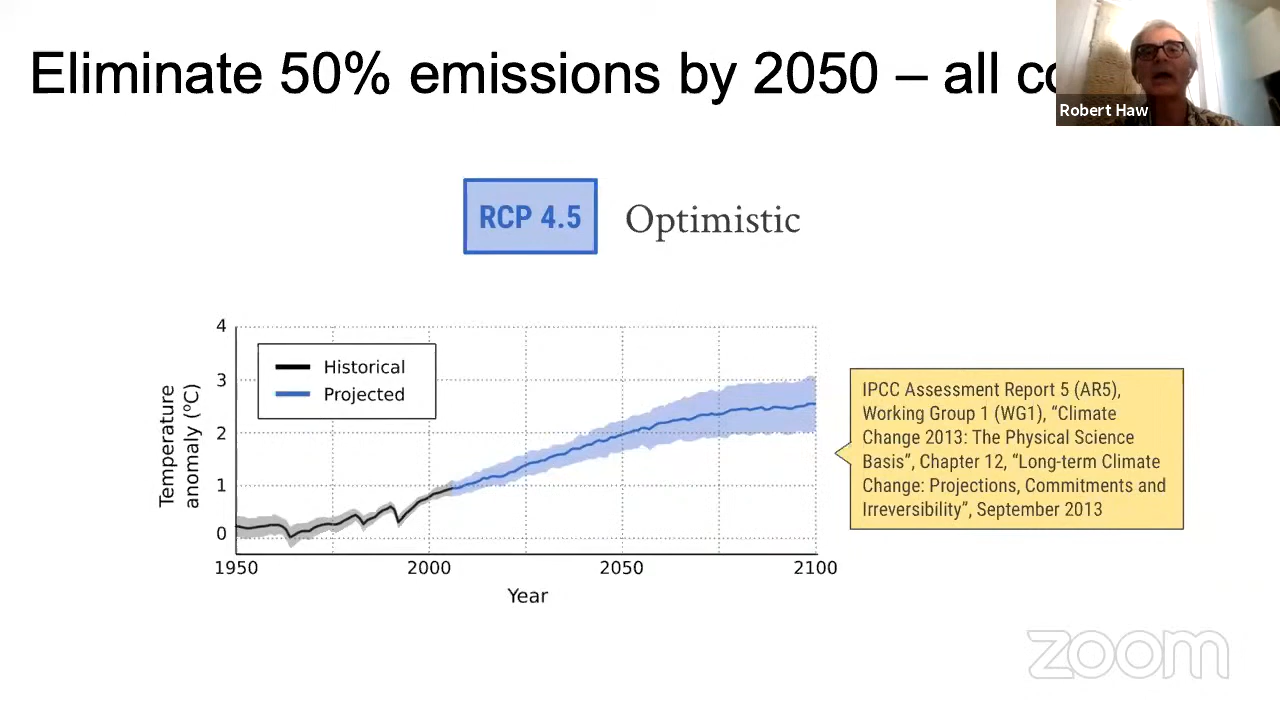 Eliminate 50% emissions by 2050 – all
Robert Haw
RCP 4.5
Optimistic
4
3
2
1
0
Temperature
anomaly (°C)
Historical
Projected
1950
2000
2050
2100
Year
IPCC Assessment Report 5 (AR5),
Working Group 1 (WG1), “Climate
Change 2013: The Physical Science
Basis”, Chapter 12, “Long-term Climate
Change: Projections, Commitments and
Irreversibility”, September 2013
zoom